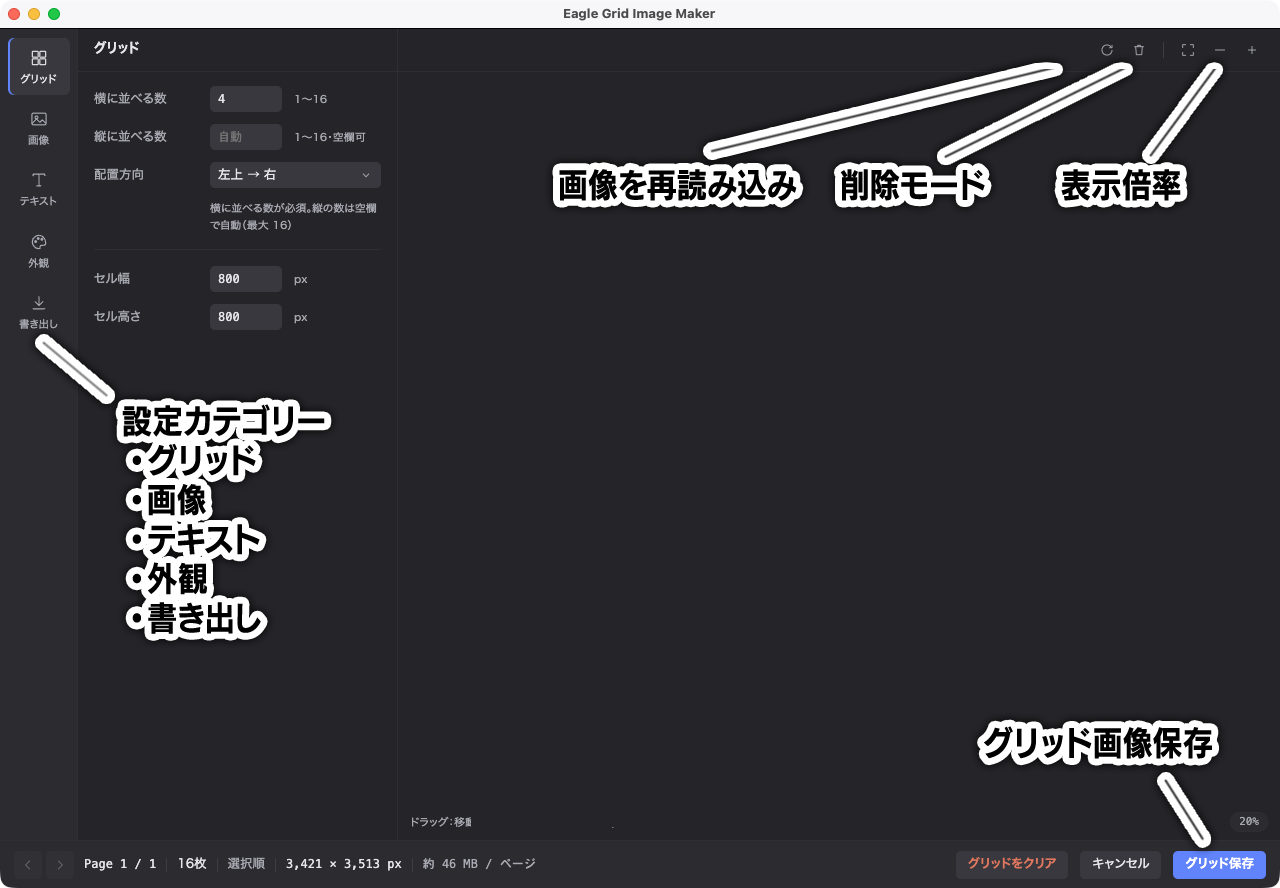 Eagle Grid Image Maker
グリッド
グリッド
画像
テキスト
外観
書き出し
横に並べる数
4
1〜16
縦に並べる数
自動
1〜16・空欄可
配置方向
左上 → 右
横に並べる数が必須。縦の数は空欄
で自動（最大 16）
セル幅
800
px
セル高さ
800
px
画像を再読み込み
削除モード
表示倍率
設定カテゴリー
・グリッド
・画像
・テキスト
・外観
・書き出し
グリッド画像保存
ドラッグ：移動
20%
Page 1 / 1
16枚
選択順
3,421 × 3,513 px
約 46 MB / ページ
グリッドをクリア
キャンセル
グリッド保存